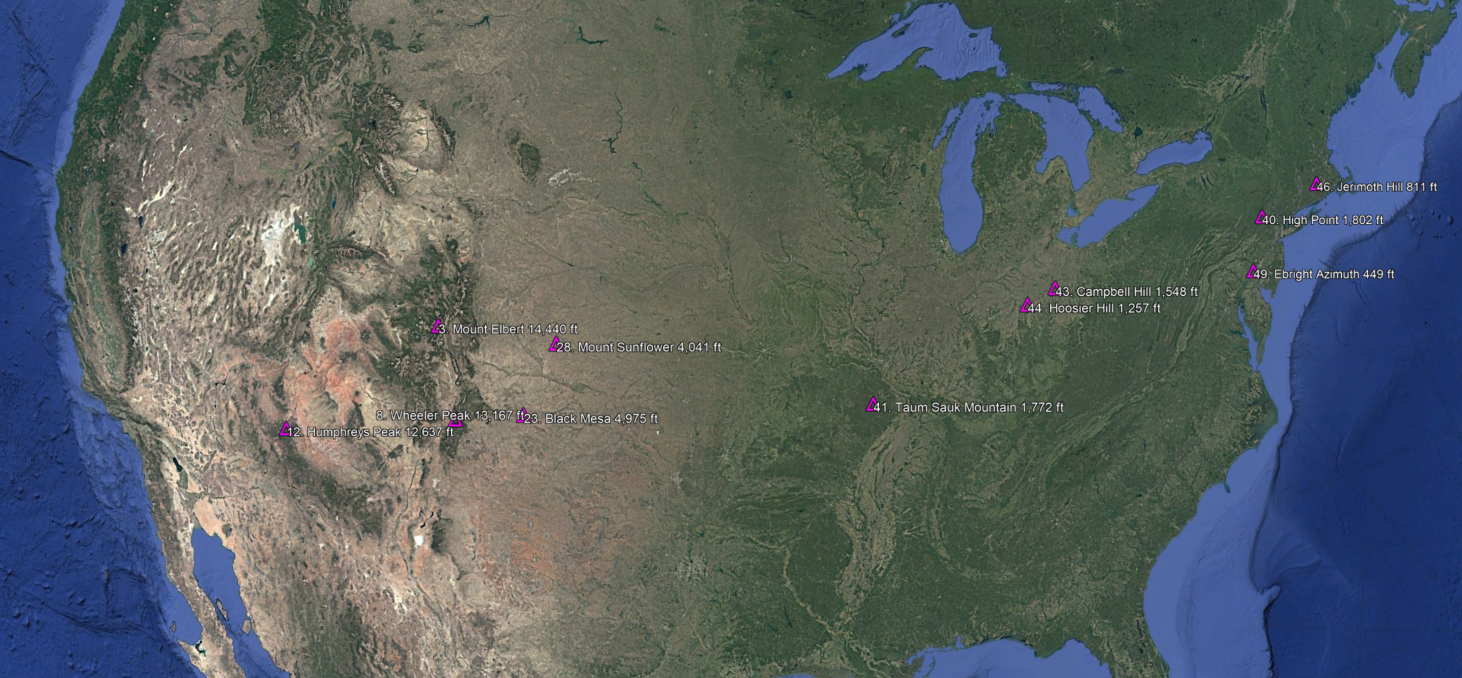 46. Jerimoth Hill 811 ft
40. High Point 1,802 ft
49. Ebright Azimuth 449 ft
43. Campbell Hill 1,548 ft
44. Hoosier Hill 1,257 ft
3. Mount Elbert 14,440 ft
28. Mount Sunflower 4,041 ft
41. Taum Sauk Mountain 1,772 ft
8. Wheeler Peak 13,167 ft
23. Black Mesa 4,975 ft
12. Humphreys Peak 12,637 ft